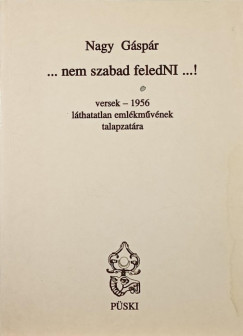 Nagy Gáspár
... nem szabad feledNI ...!
versek – 1956
láthatatlan emlékművének
talapzatára
PÜSKI